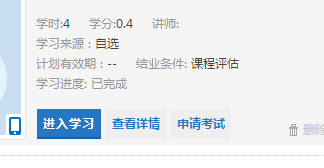 学时:4 学分:0.4 讲师:
学习来源：自选
计划有效期：-- 结业条件: 课程评估
学习进度: 已完成
进入学习 查看详情 申请考试 删除